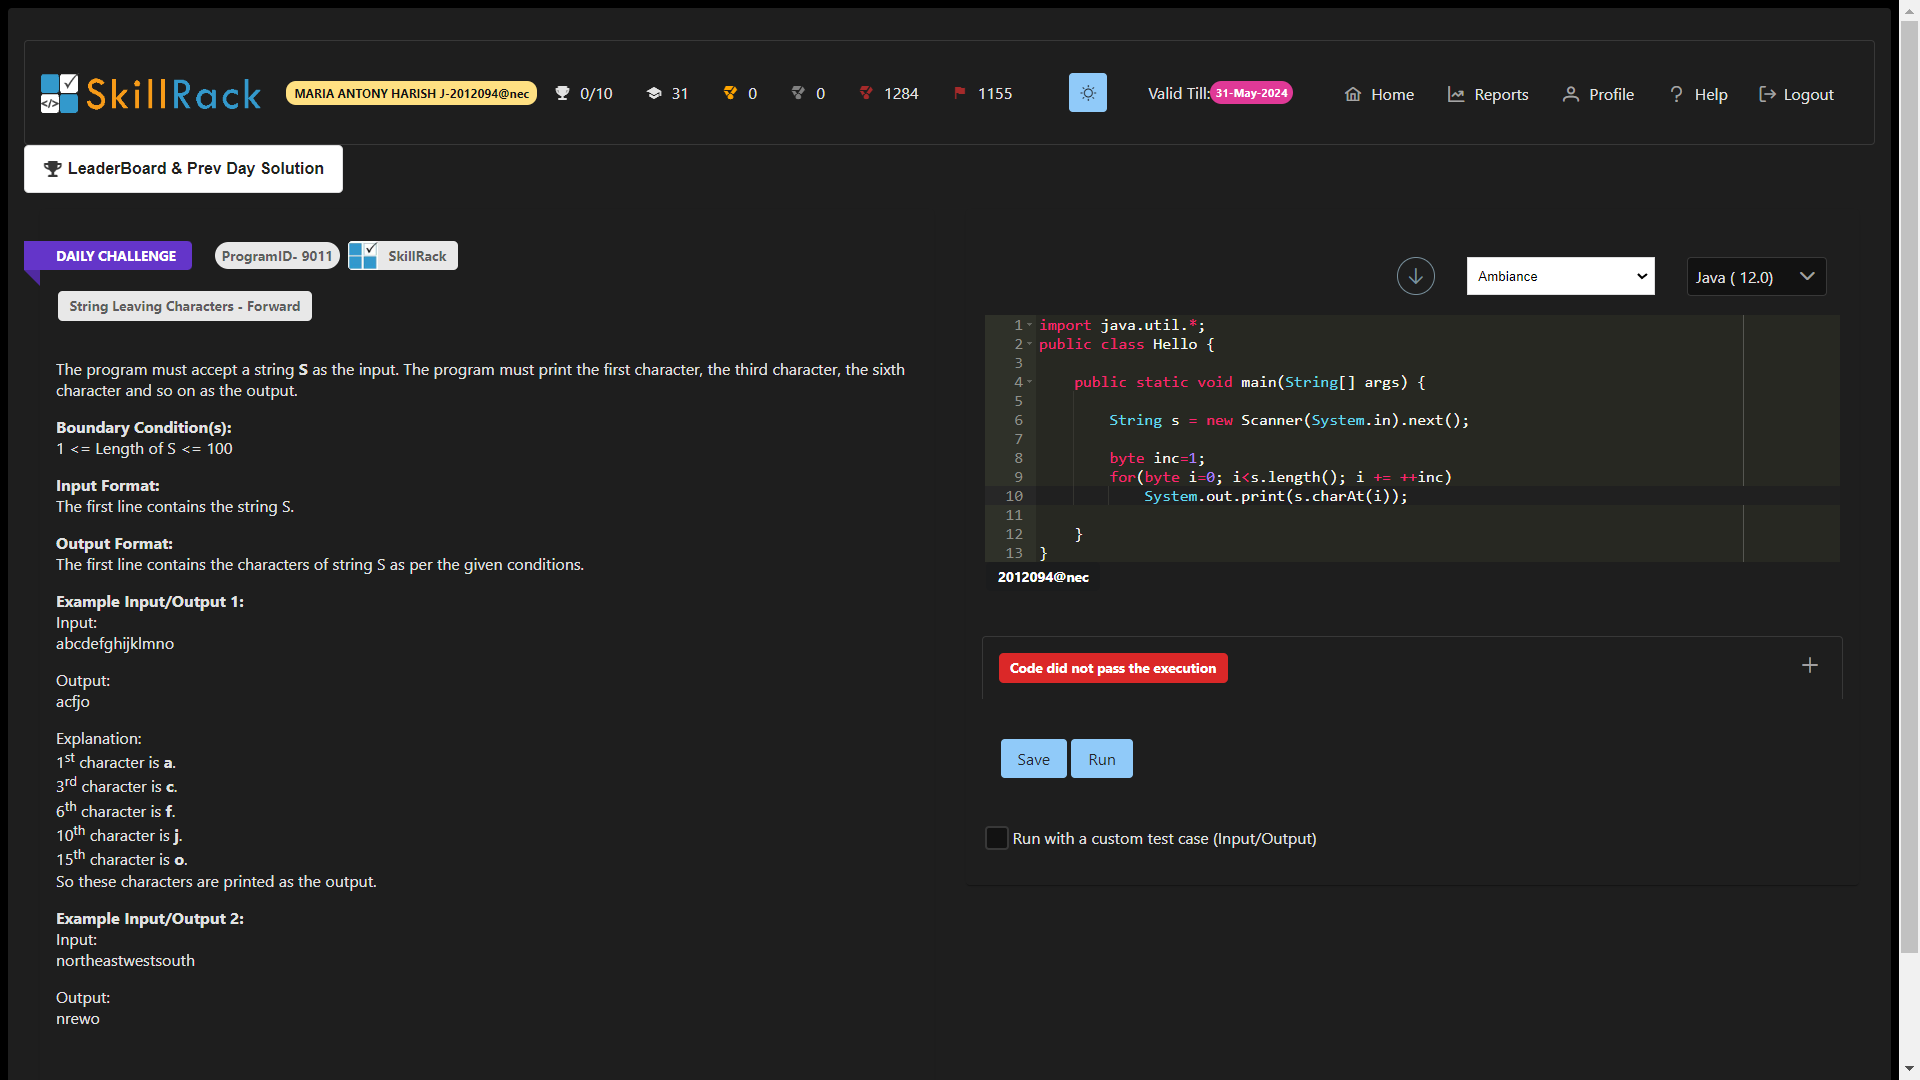 SkillRack
MARIA ANTONY HARISH J-2012094@nec
0/10
31
0
0
1284
1155
Valid Till: 31-May-2024
Home
Reports
Profile
Help
Logout
LeaderBoard & Prev Day Solution
DAILY CHALLENGE
ProgramID- 9011
SkillRack
String Leaving Characters - Forward
The program must accept a string S as the input. The program must print the first character, the third character, the sixth
character and so on as the output.
Boundary Condition(s):
1 <= Length of S <= 100
Input Format:
The first line contains the string S.
Output Format:
The first line contains the characters of string S as per the given conditions.
Example Input/Output 1:
Input:
abcdefghijklmno
Output:
acfjo
Explanation:
1st character is a.
3rd character is c.
6th character is f.
10th character is j.
15th character is o.
So these characters are printed as the output.
Example Input/Output 2:
Input:
northeastwestsouth
Output:
nrewo
Ambiance
Java ( 12.0)
1 import java.util.*;
2 public class Hello {
3
4 public static void main(String[] args) {
5
6 String s = new Scanner(System.in).next();
7
8 byte inc=1;
9 for(byte i=0; i<s.length(); i += ++inc)
10 System.out.print(s.charAt(i));
11
12 }
13 }
2012094@nec
Code did not pass the execution
Save
Run
Run with a custom test case (Input/Output)